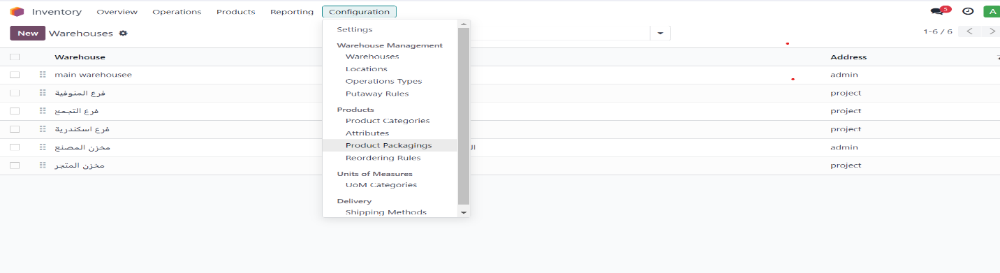 Inventory Overview Operations Products Reporting Configuration 5 A
New Warehouses 1-6 / 6
Settings
Warehouse Management
Warehouses
Locations
Operations Types
Putaway Rules
Products
Product Categories
Attributes
Product Packagings
Reordering Rules
Units of Measures
UoM Categories
Delivery
Shipping Methods
Warehouse Address
main warehousee admin
فرع المنوفية project
فرع التجمع project
فرع اسكندرية project
مخزن المصنع ال admin
مخزن المتجر project